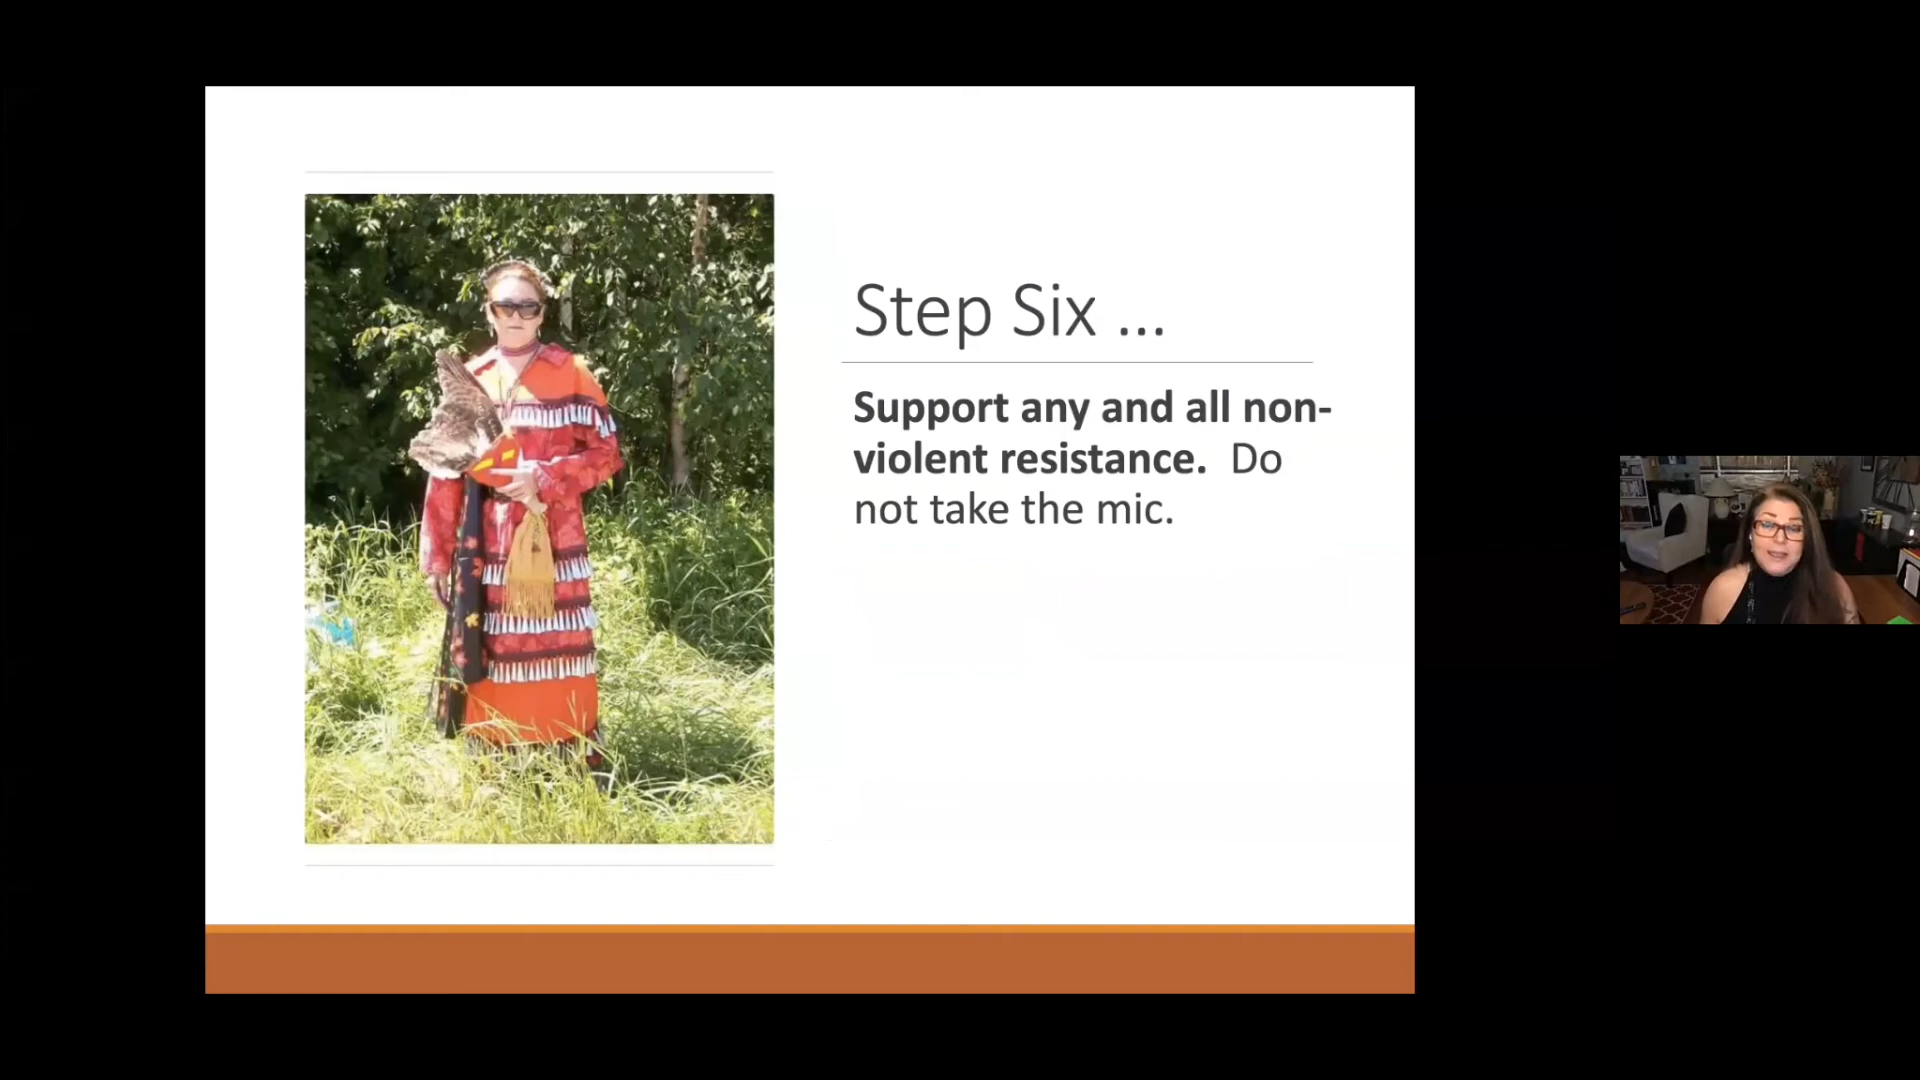 Step Six ...
Support any and all non-
violent resistance.  Do
not take the mic.